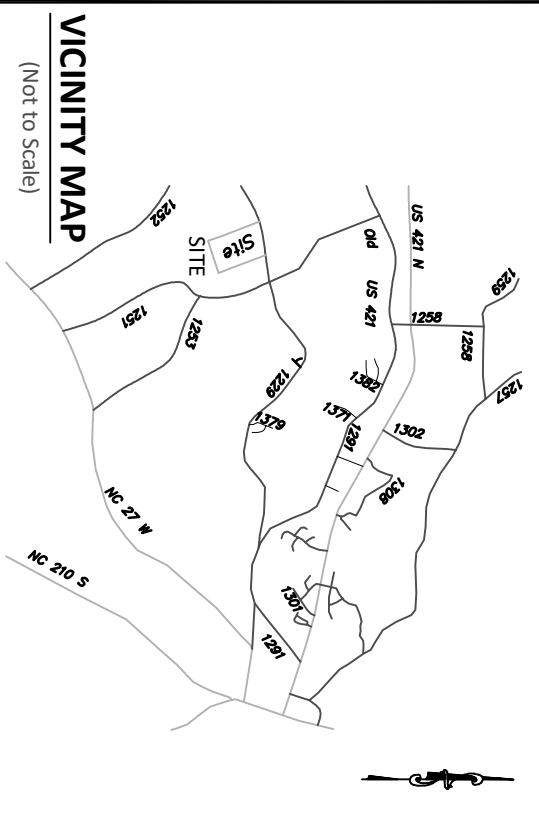 VICINITY MAP
(Not to Scale)
1252
Site
SITE
1251
1253
Old US 421
US 421 N
1259
1258
1258
1257
1382
1229
1371
1379
1291
1302
1308
NC 27 W
NC 210 S
1301
1291